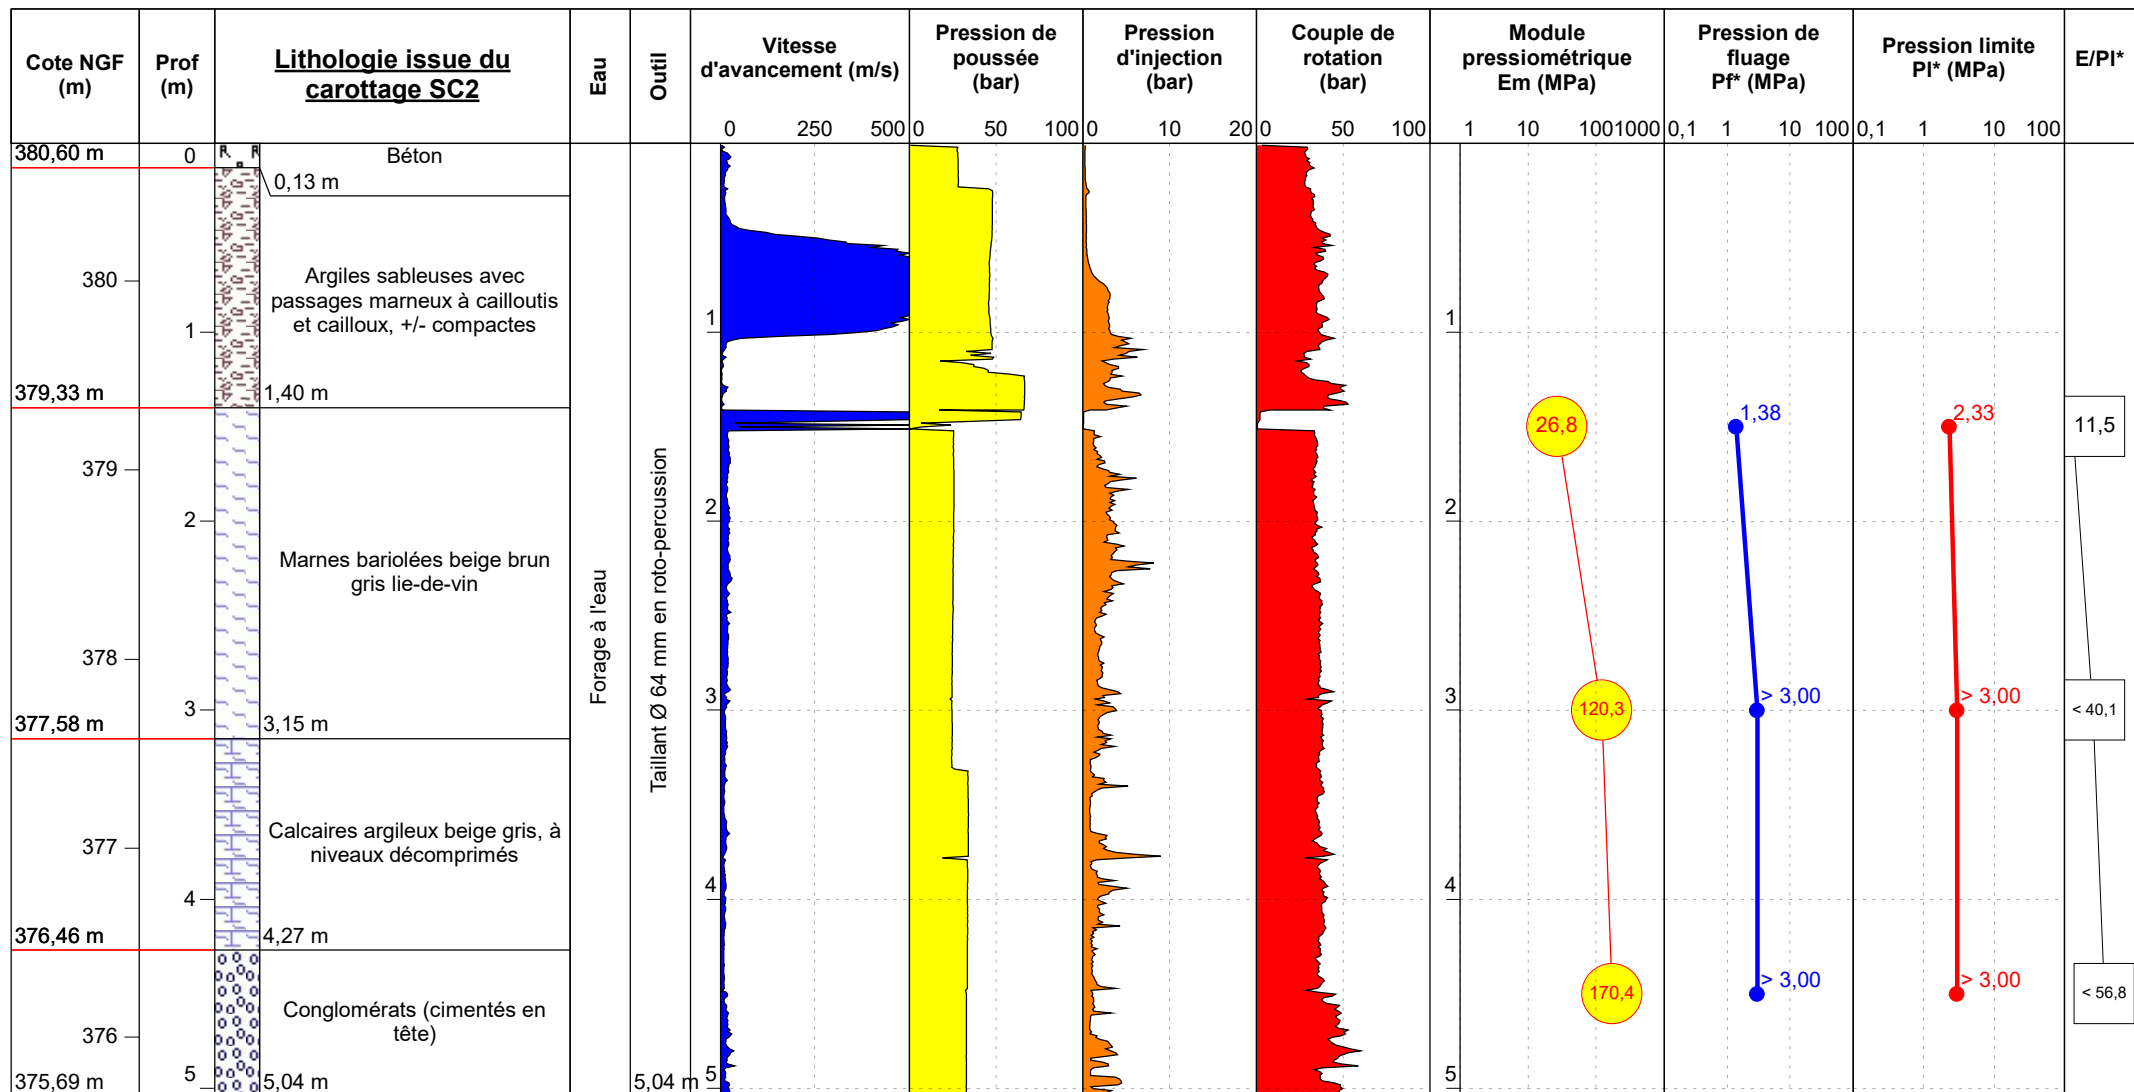 Cote NGF
(m)
Prof
(m)
Lithologie issue du
carottage SC2
Eau
Outil
Vitesse
d'avancement (m/s)
Pression de
poussée
(bar)
Pression
d'injection
(bar)
Couple de
rotation
(bar)
Module
pressiométrique
Em (MPa)
Pression de
fluage
Pf* (MPa)
Pression limite
Pl* (MPa)
E/Pl*
0 250 500
0 50 100
0 10 20
0 50 100
1 10 100 1000
0,1 1 10 100
0,1 1 10 100
380,60 m
0
Béton
0,13 m
380
Argiles sableuses avec
passages marneux à cailloutis
et cailloux, +/- compactes
1
1
1
379,33 m
1,40 m
26,8
1,38
2,33
11,5
379
2
2
2
Marnes bariolées beige brun
gris lie-de-vin
Forage à l'eau
Taillant Ø 64 mm en roto-percussion
378
3
3
3
120,3
> 3,00
> 3,00
< 40,1
377,58 m
3,15 m
377
Calcaires argileux beige gris, à
niveaux décomprimés
4
4
4
376,46 m
4,27 m
170,4
> 3,00
> 3,00
< 56,8
Conglomérats (cimentés en
tête)
376
375,69 m
5
5,04 m
5,04 m
5
5